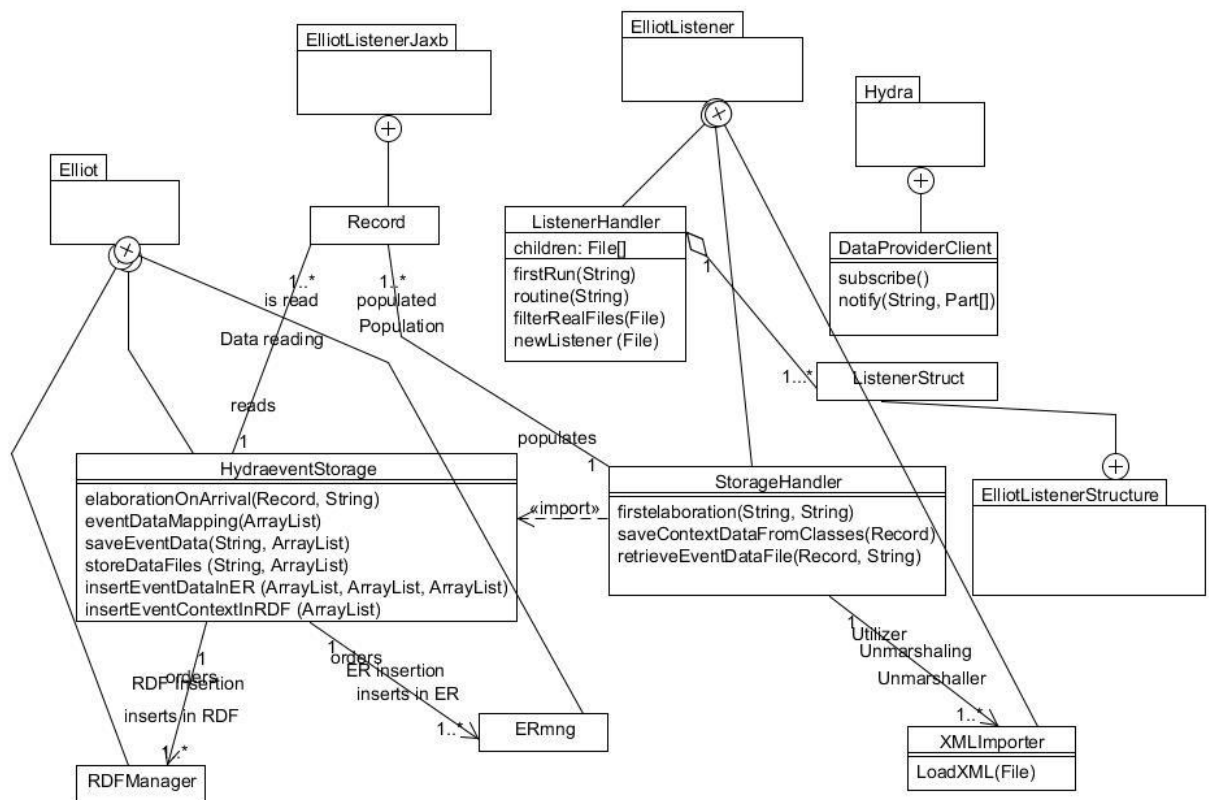 ElliotListener
ElliotListenerJaxb
Hydra
Elliot
Record
ListenerHandler
children: File[]
firstRun(String)
routine(String)
filterRealFiles(File)
newListener (File)
DataProviderClient
subscribe()
notify(String, Part[])
1..*
is read
1..*
populated
Population
Data reading
1
1...*
ListenerStruct
reads
1
populates
1
HydraeventStorage
elaborationOnArrival(Record, String)
eventDataMapping(ArrayList)
saveEventData(String, ArrayList)
storeDataFiles (String, ArrayList)
insertEventDataInER (ArrayList, ArrayList, ArrayList)
insertEventContextInRDF (ArrayList)
«import»
StorageHandler
firstelaboration(String, String)
saveContextDataFromClasses(Record)
retrieveEventDataFile(Record, String)
ElliotListenerStructure
1
orders
RDF insertion
inserts in RDF
1..*
1
orders
ER insertion
inserts in ER
1..*
1
Utilizer
Unmarshaling
Unmarshaller
1..*
ERmng
XMLImporter
LoadXML(File)
RDFManager